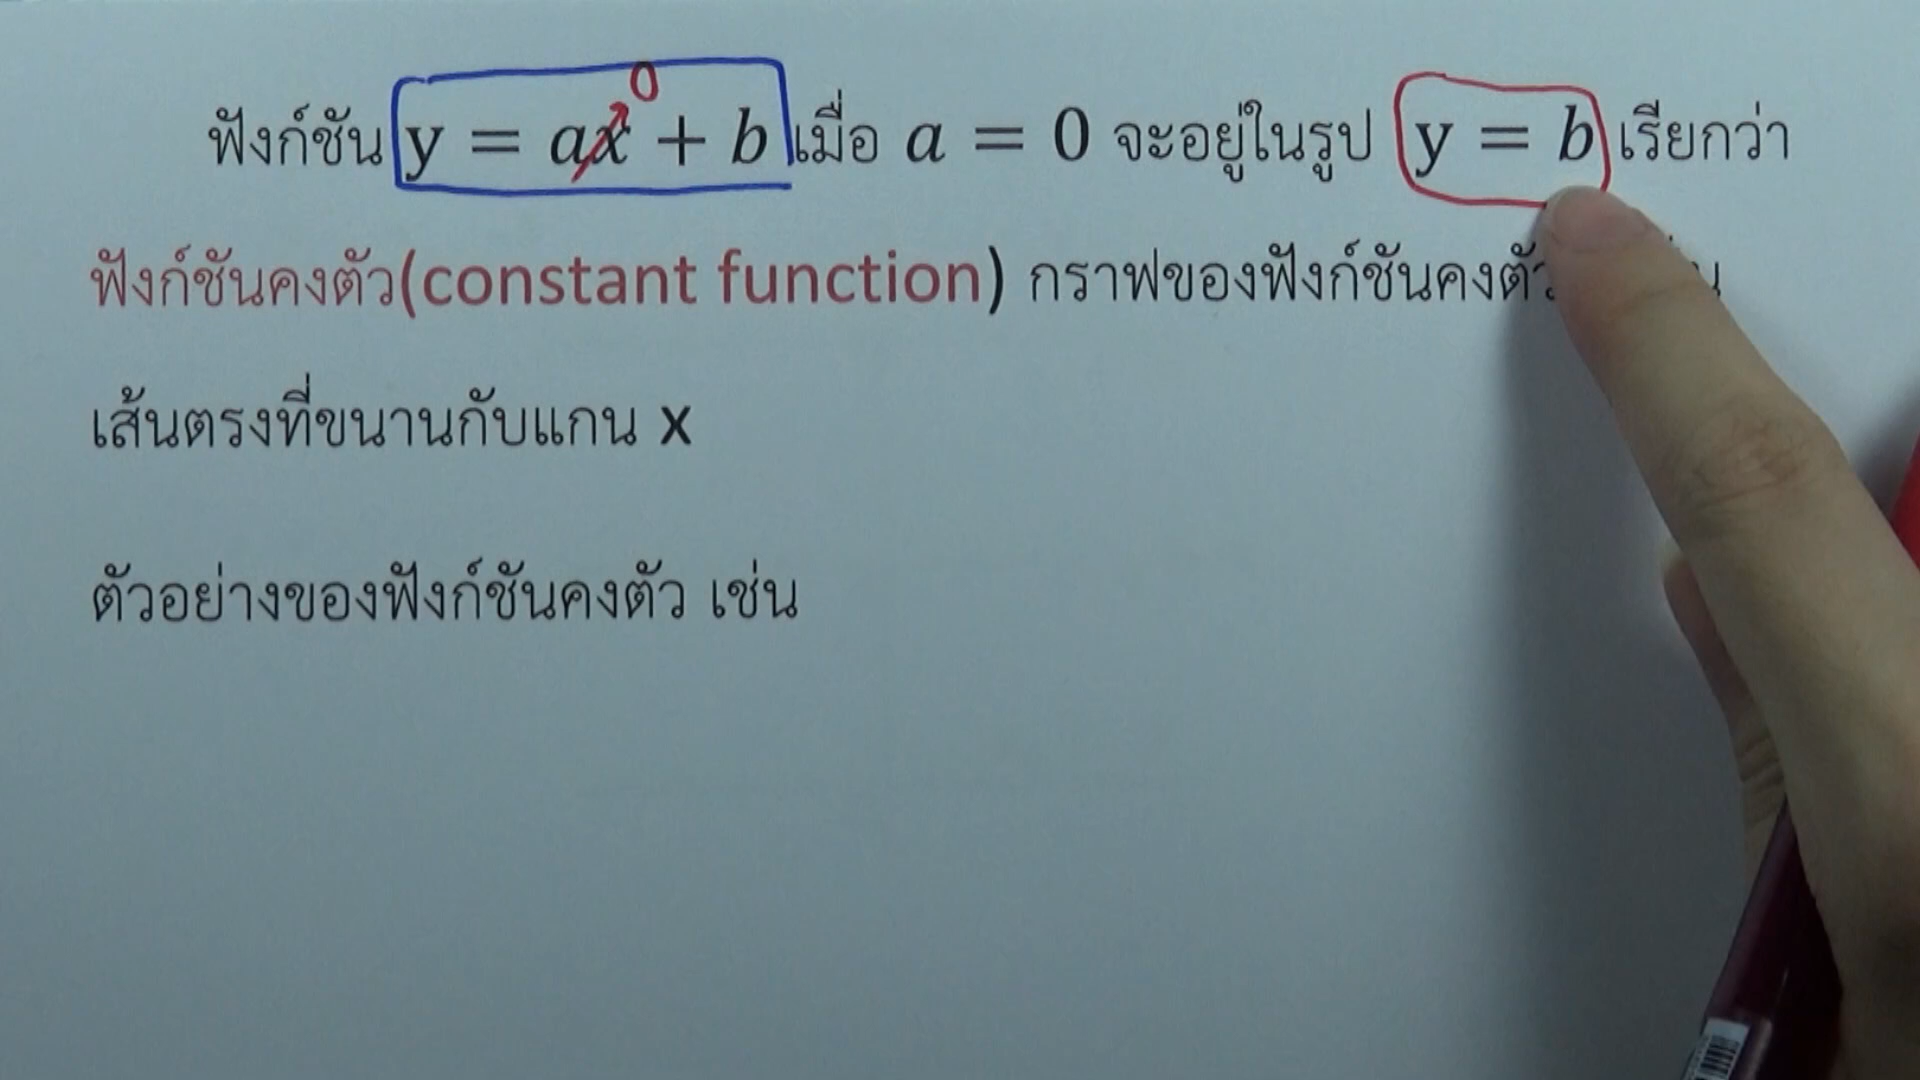 ฟังก์ชัน y = ax 0 + b เมื่อ a = 0 จะอยู่ในรูป y = b เรียกว่า
ฟังก์ชันคงตัว(constant function) กราฟของฟังก์ชันคงตัว
เส้นตรงที่ขนานกับแกน x
ตัวอย่างของฟังก์ชันคงตัว เช่น